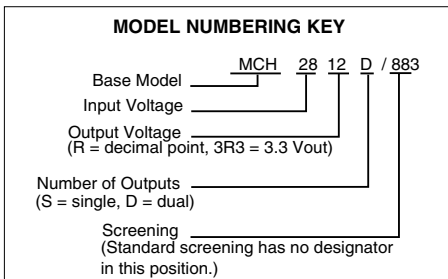 MODEL NUMBERING KEY
MCH 28 12 D / 883
Base Model
Input Voltage
Output Voltage
(R = decimal point, 3R3 = 3.3 Vout)
Number of Outputs
(S = single, D = dual)
Screening
(Standard screening has no designator
in this position.)